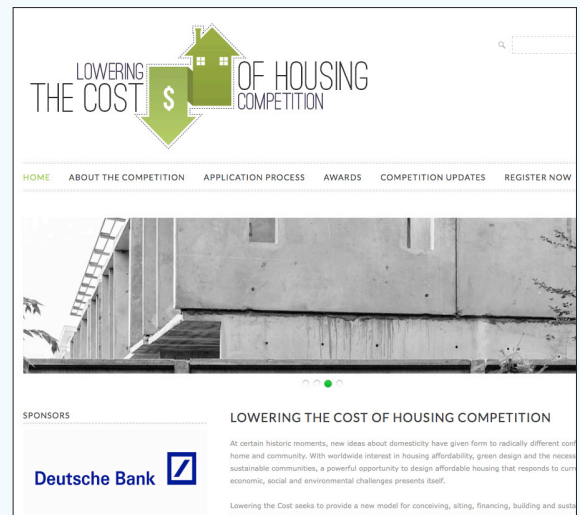 LOWERING
THE COST
$
OF HOUSING
COMPETITION
HOME ABOUT THE COMPETITION APPLICATION PROCESS AWARDS COMPETITION UPDATES REGISTER NOW
SPONSORS
Deutsche Bank
LOWERING THE COST OF HOUSING COMPETITION
At certain historic moments, new ideas about domesticity have given form to radically different
home and community. With worldwide interest in housing affordability, green design and the
sustainable communities, a powerful opportunity to design affordable housing that responds to
economic, social and environmental challenges presents itself.
Lowering the Cost seeks to provide a new model for conceiving, siting, financing, building and